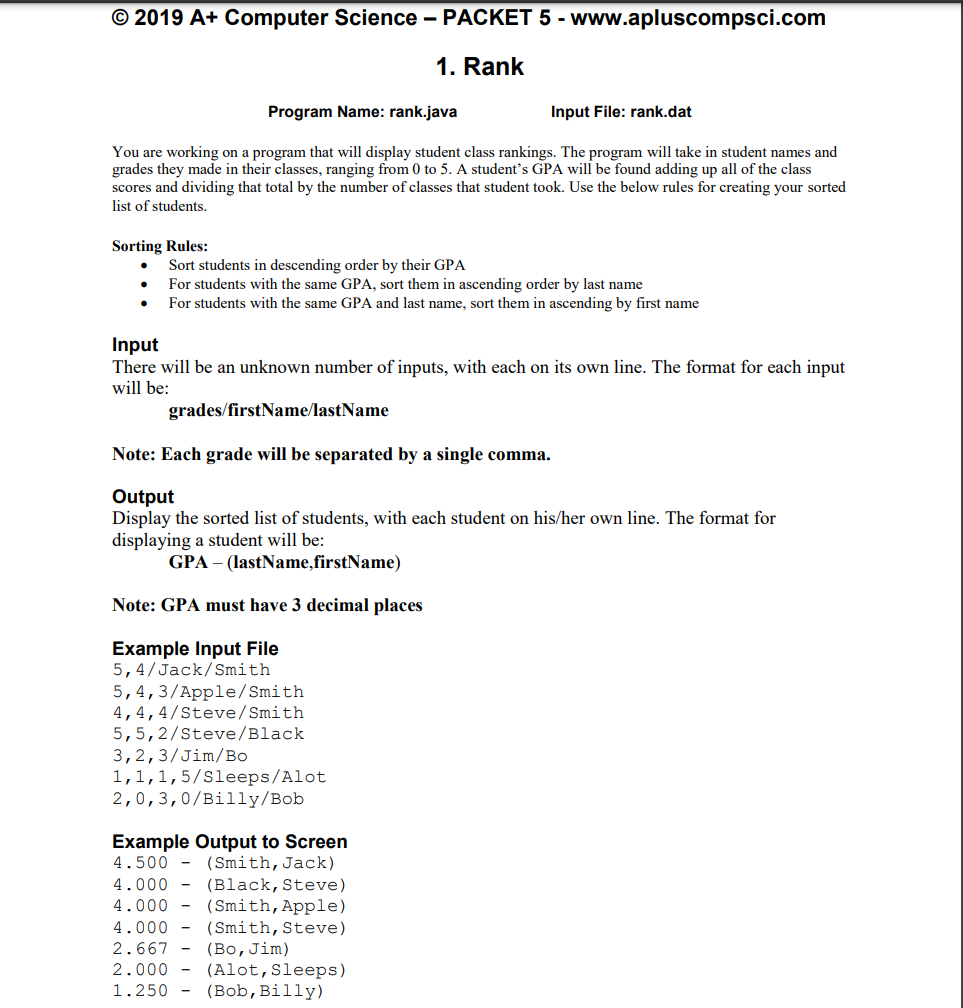 © 2019 A+ Computer Science – PACKET 5 - www.apluscompsci.com
1. Rank
Program Name: rank.java Input File: rank.dat
You are working on a program that will display student class rankings. The program will take in student names and
grades they made in their classes, ranging from 0 to 5. A student's GPA will be found adding up all of the class
scores and dividing that total by the number of classes that student took. Use the below rules for creating your sorted
list of students.
Sorting Rules:
• Sort students in descending order by their GPA
• For students with the same GPA, sort them in ascending order by last name
• For students with the same GPA and last name, sort them in ascending by first name
Input
There will be an unknown number of inputs, with each on its own line. The format for each input
will be:
grades/firstName/lastName
Note: Each grade will be separated by a single comma.
Output
Display the sorted list of students, with each student on his/her own line. The format for
displaying a student will be:
GPA – (lastName,firstName)
Note: GPA must have 3 decimal places
Example Input File
5,4/Jack/Smith
5,4,3/Apple/Smith
4,4,4/Steve/Smith
5,5,2/Steve/Black
3,2,3/Jim/Bo
1,1,1,5/Sleeps/Alot
2,0,3,0/Billy/Bob
Example Output to Screen
4.500 - (Smith,Jack)
4.000 - (Black,Steve)
4.000 - (Smith,Apple)
4.000 - (Smith,Steve)
2.667 - (Bo,Jim)
2.000 - (Alot,Sleeps)
1.250 - (Bob,Billy)